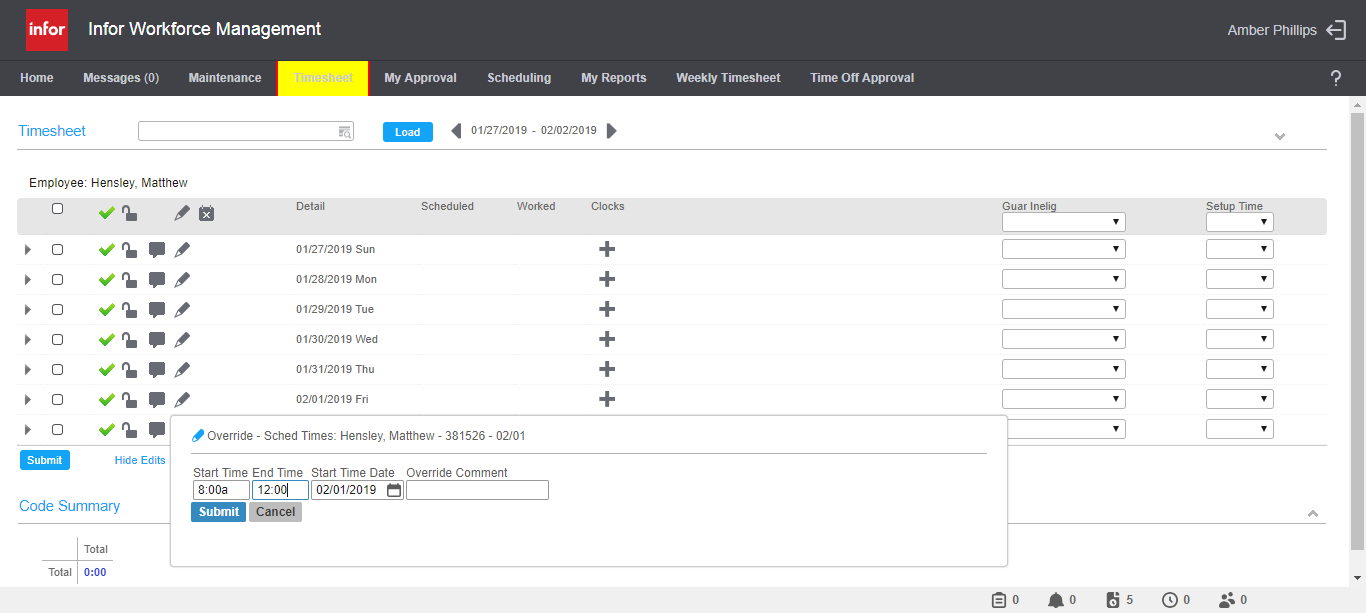 infor Infor Workforce Management Amber Phillips
Home Messages (0) Maintenance Timesheet My Approval Scheduling My Reports Weekly Timesheet Time Off Approval ?
Timesheet Load 01/27/2019 - 02/02/2019
Employee: Hensley, Matthew
Detail Scheduled Worked Clocks Guar Inelig Setup Time
01/27/2019 Sun
01/28/2019 Mon
01/29/2019 Tue
01/30/2019 Wed
01/31/2019 Thu
02/01/2019 Fri
Override - Sched Times: Hensley, Matthew - 381526 - 02/01
Submit Hide Edits
Start Time End Time Start Time Date Override Comment
8:00a 12:00 02/01/2019
Submit Cancel
Code Summary
Total
Total 0:00
0 0 5 0 0